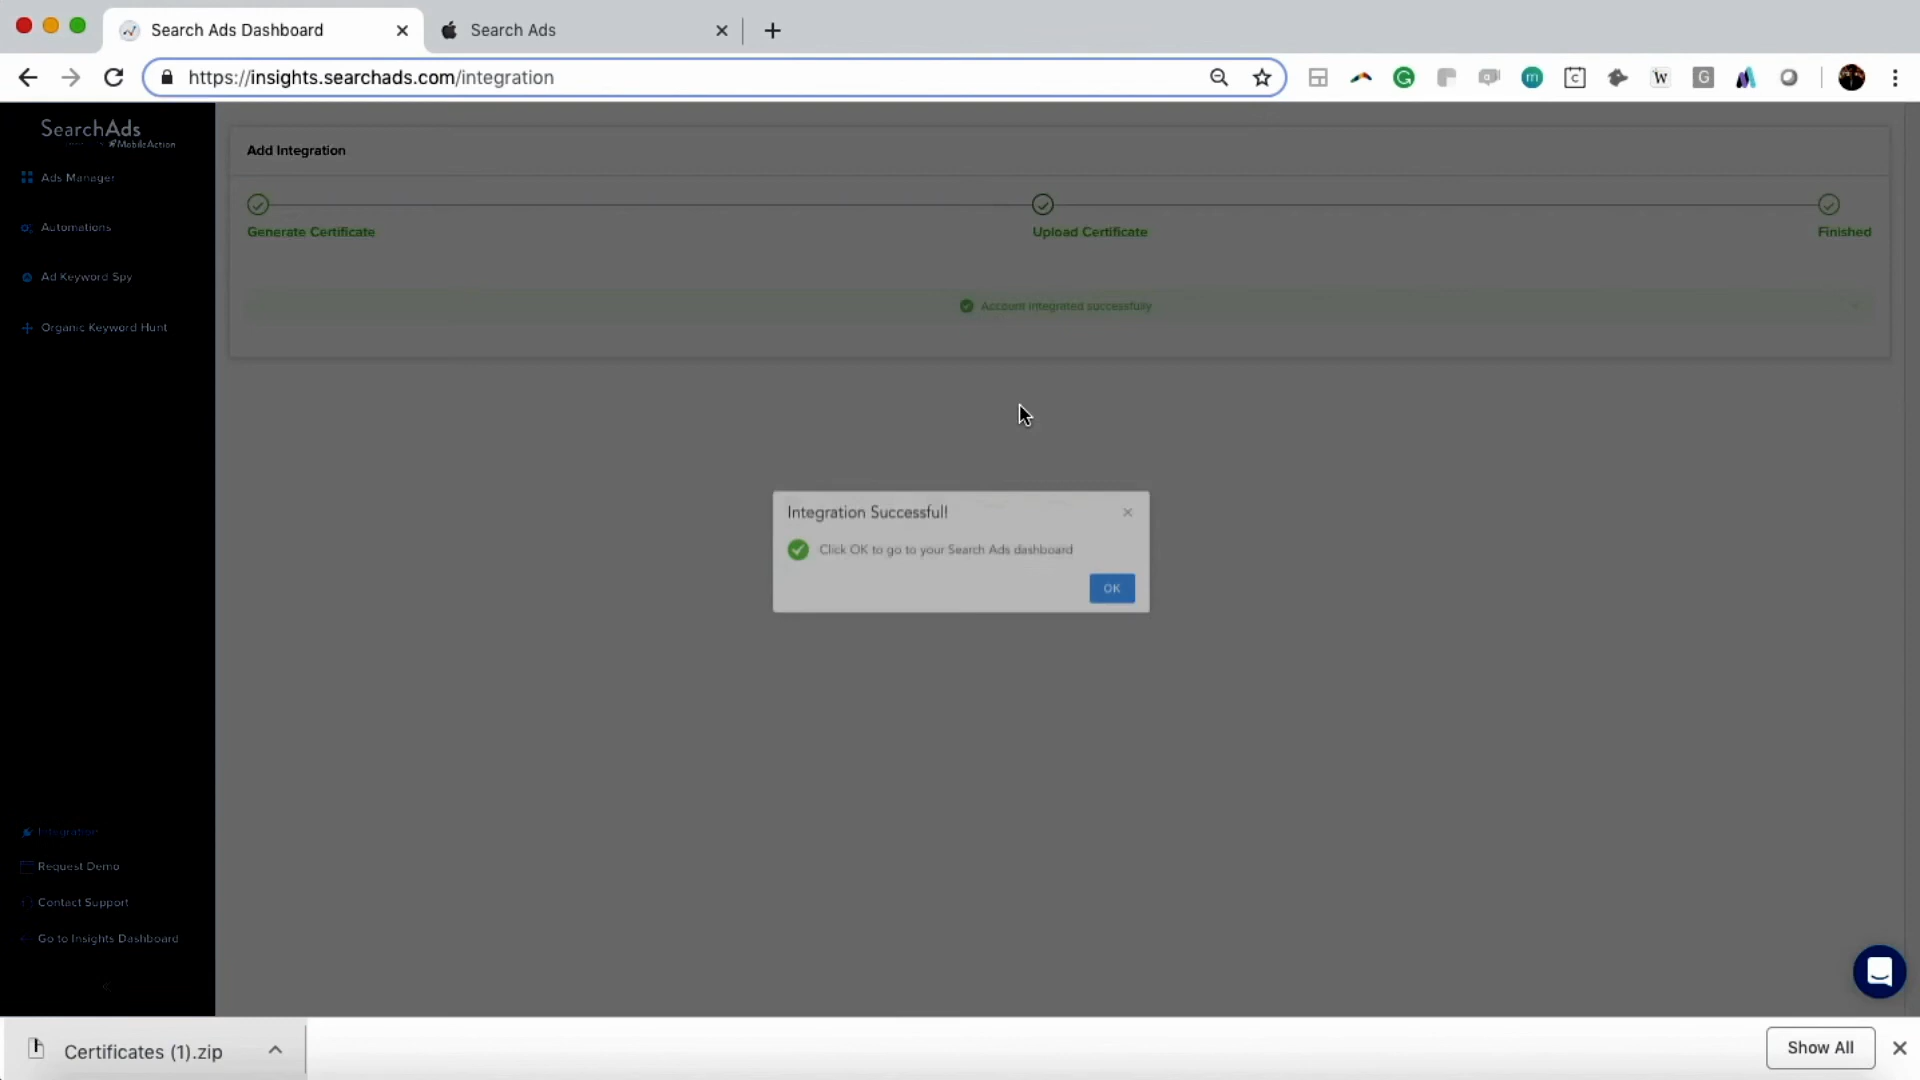 Search Ads Dashboard
Search Ads
https://insights.searchads.com/integration
SearchAds
MobileAction
Ads Manager
Automations
Ad Keyword Spy
Organic Keyword Hunt
Add Integration
Generate Certificate
Upload Certificate
Finished
Account integrated successfully
Integration Successful!
Click OK to go to your Search Ads dashboard
OK
Integration
Request Demo
Contact Support
Go to Insights Dashboard
Certificates (1).zip
Show All